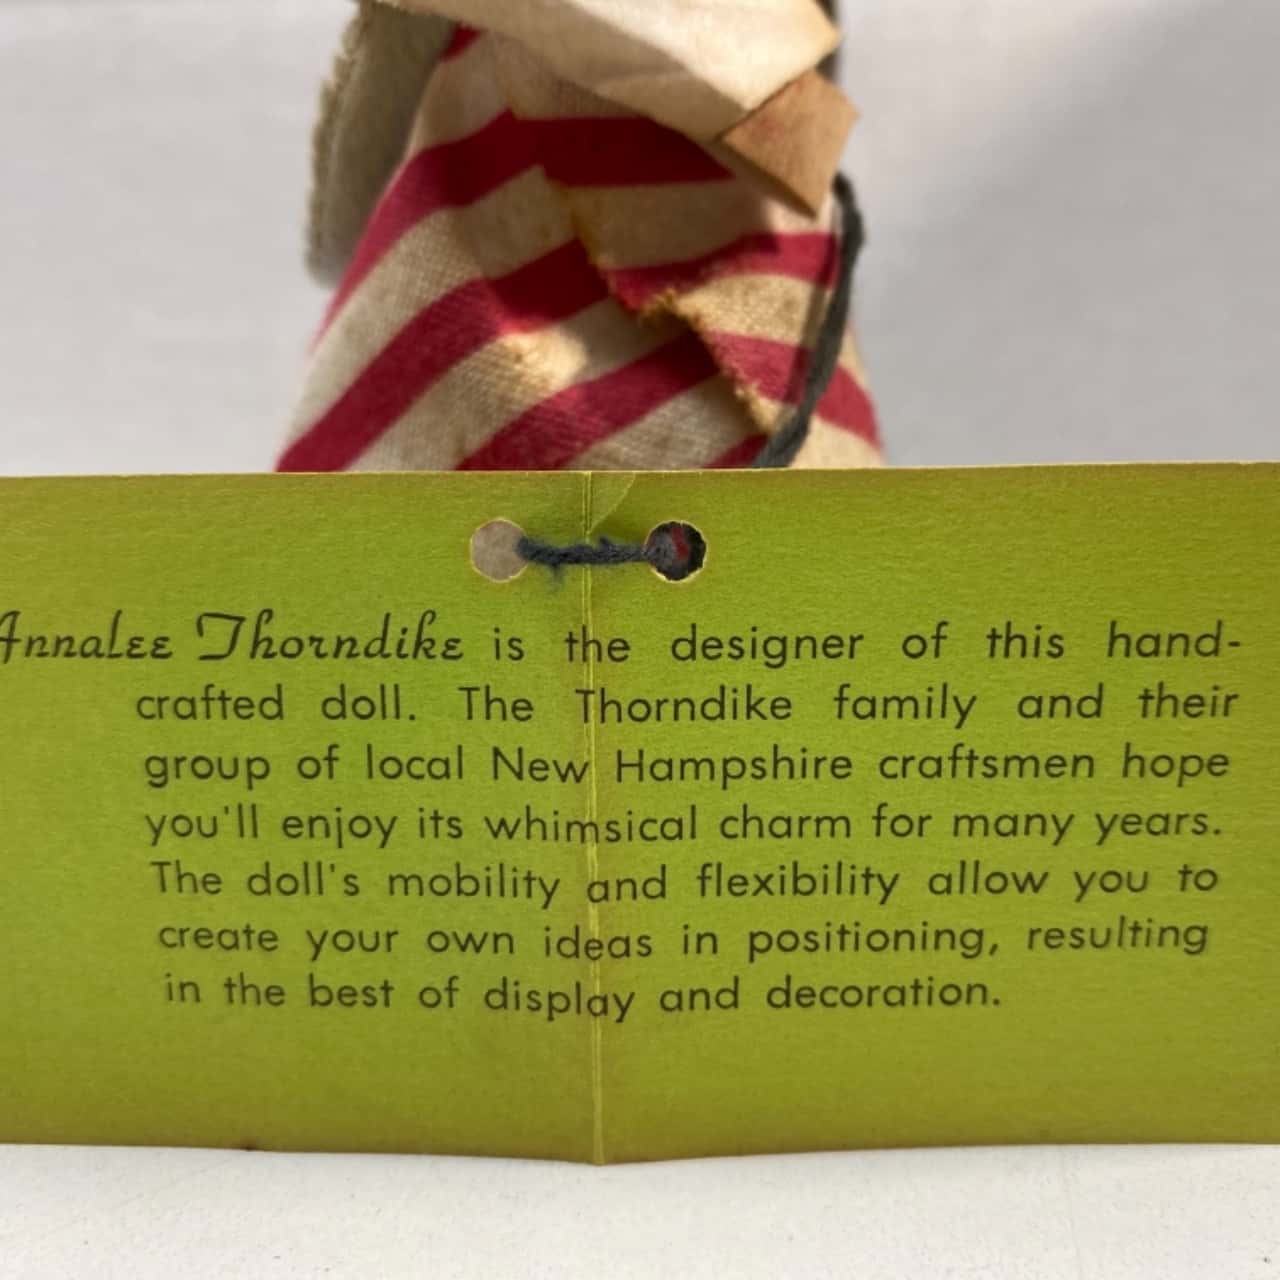 Annalee Thorndike is the designer of this hand-
crafted doll. The Thorndike family and their
group of local New Hampshire craftsmen hope
you'll enjoy its whimsical charm for many years.
The doll's mobility and flexibility allow you to
create your own ideas in positioning, resulting
in the best of display and decoration.